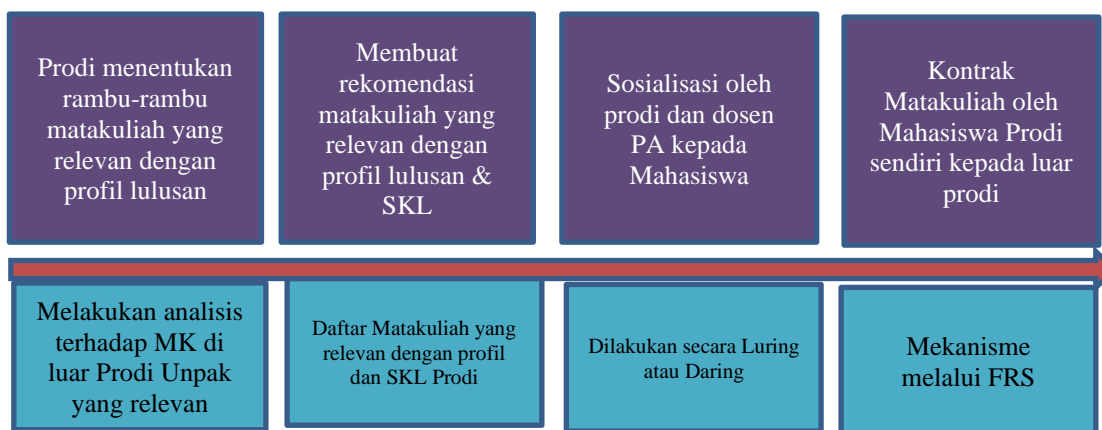 Prodi menentukan
rambu-rambu
matakuliah yang
relevan dengan
profil lulusan
Membuat
rekomendasi
matakuliah yang
relevan dengan
profil lulusan &
SKL
Sosialisasi oleh
prodi dan dosen
PA kepada
Mahasiswa
Kontrak
Matakuliah oleh
Mahasiswa Prodi
sendiri kepada luar
prodi
Melakukan analisis
terhadap MK di
luar Prodi Unpak
yang relevan
Daftar Matakuliah yang
relevan dengan profil
dan SKL Prodi
Dilakukan secara Luring
atau Daring
Mekanisme
melalui FRS